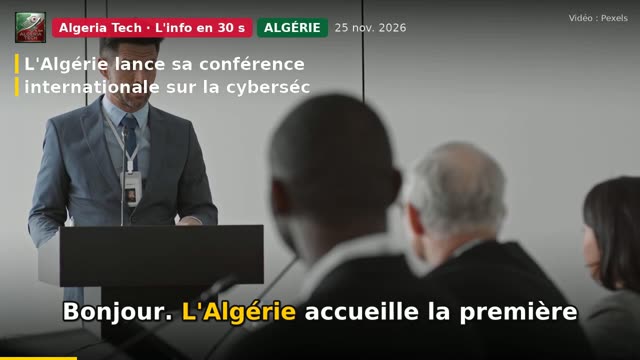 Algeria Tech · L'info en 30 s
ALGÉRIE
25 nov. 2026
Vidéo : Pexels
L'Algérie lance sa conférence
internationale sur la cyberséc
Bonjour. L'Algérie accueille la première